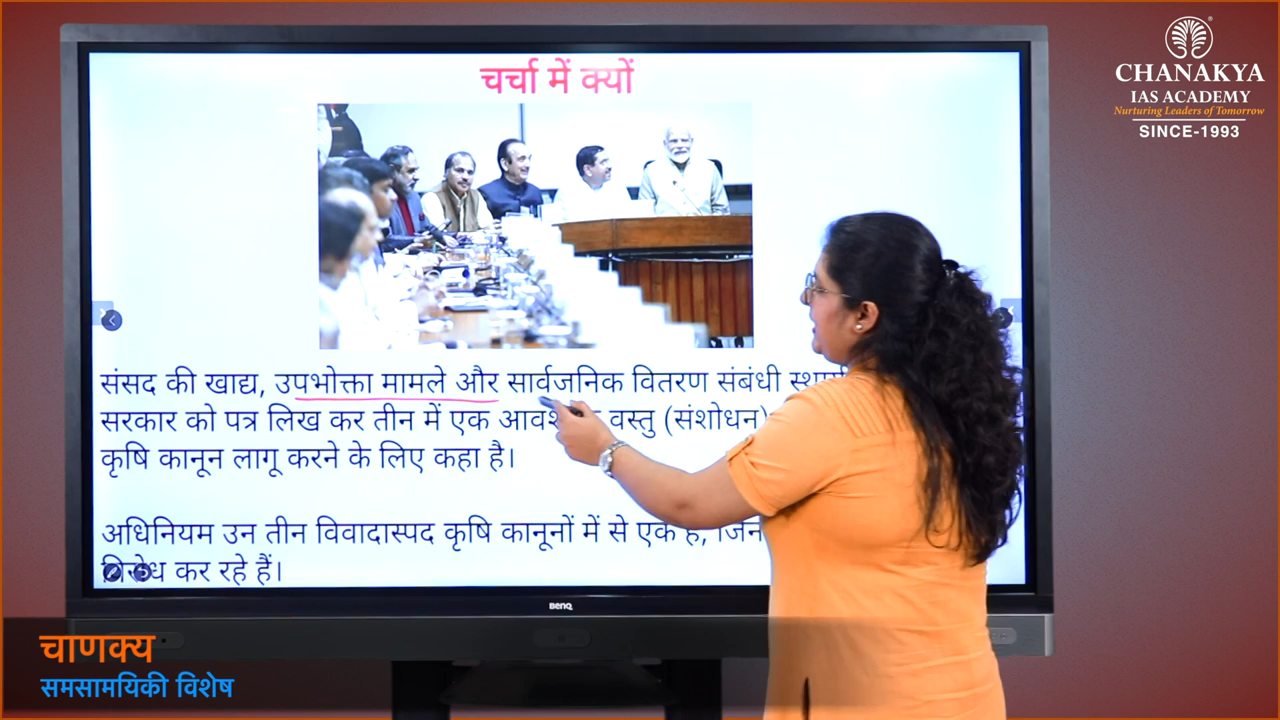 चर्चा में क्यों
CHANAKYA
IAS ACADEMY
Nurturing Leaders of Tomorrow
SINCE-1993
संसद की खाद्य, उपभोक्ता मामले और सार्वजनिक वितरण संबंधी
सरकार को पत्र लिख कर तीन में एक वस्तु (संशोधन)
कृषि कानून लागू करने के लिए कहा है।
अधिनियम उन तीन विवादास्पद कृषि कानूनों में से एक है,
कर रहे हैं।
BenQ
चाणक्य
समसामयिकी विशेष